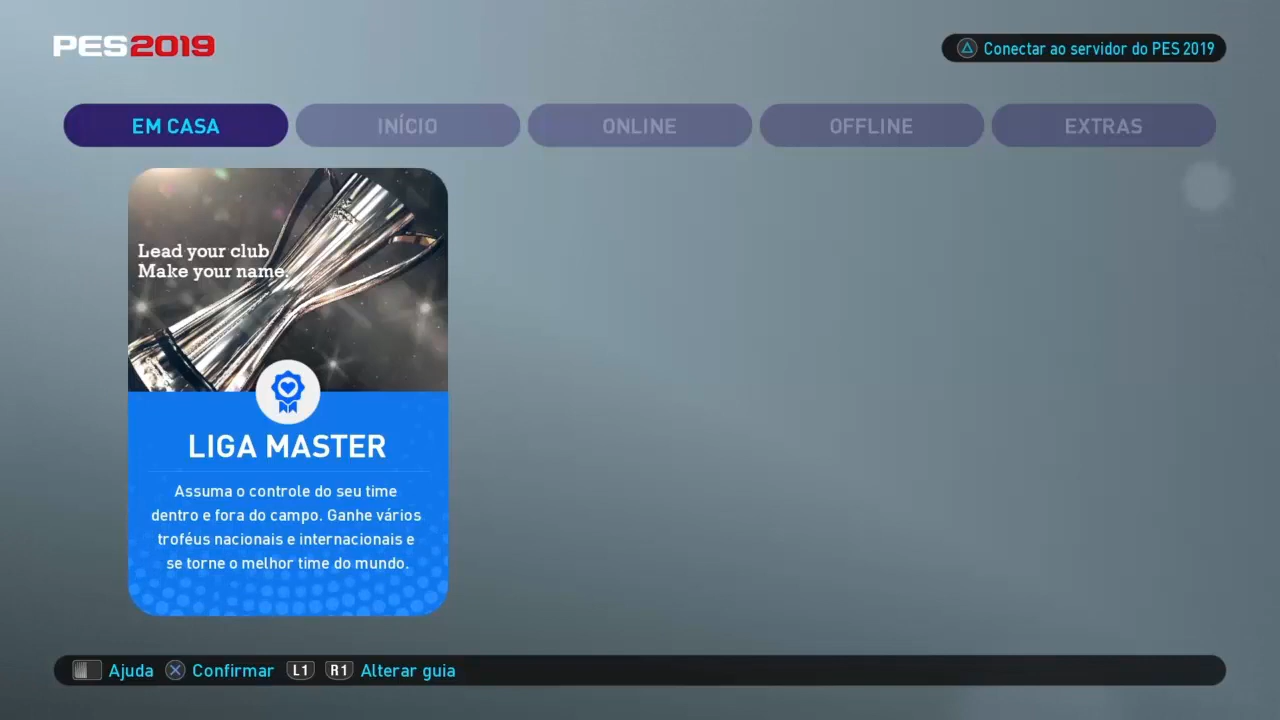 PES2019
Conectar ao servidor do PES 2019
EM CASA
INÍCIO
ONLINE
OFFLINE
EXTRAS
Lead your club
Make your name.
LIGA MASTER
Assuma o controle do seu time
dentro e fora do campo. Ganhe vários
troféus nacionais e internacionais e
se torne o melhor time do mundo.
Ajuda
Confirmar
L1 R1 Alterar guia